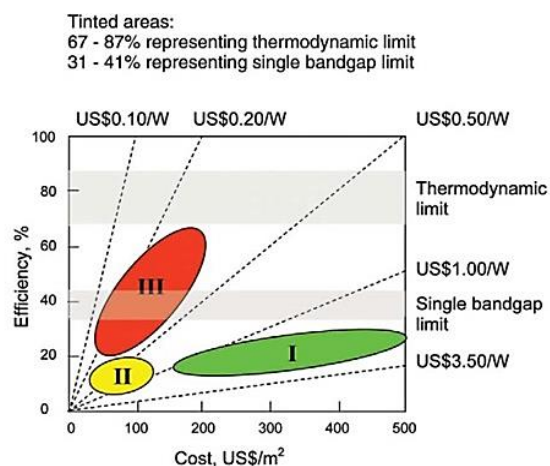 Tinted areas:
67 - 87% representing thermodynamic limit
31 - 41% representing single bandgap limit
US$0.10/W US$0.20/W US$0.50/W
100
80
60
40
20
0
Efficiency, %
Thermodynamic
limit
US$1.00/W
Single bandgap
limit
US$3.50/W
III
II
I
0 100 200 300 400 500
Cost, US$/m²